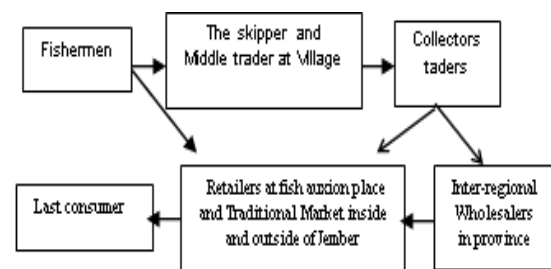 Fishermen
The skipper and
Middle trader at Village
Collectors
taders
Last consumer
Retailers at fish auxion place
and Traditional Market inside
and outside of Jember
Inter-regional
Wholesalers
in province